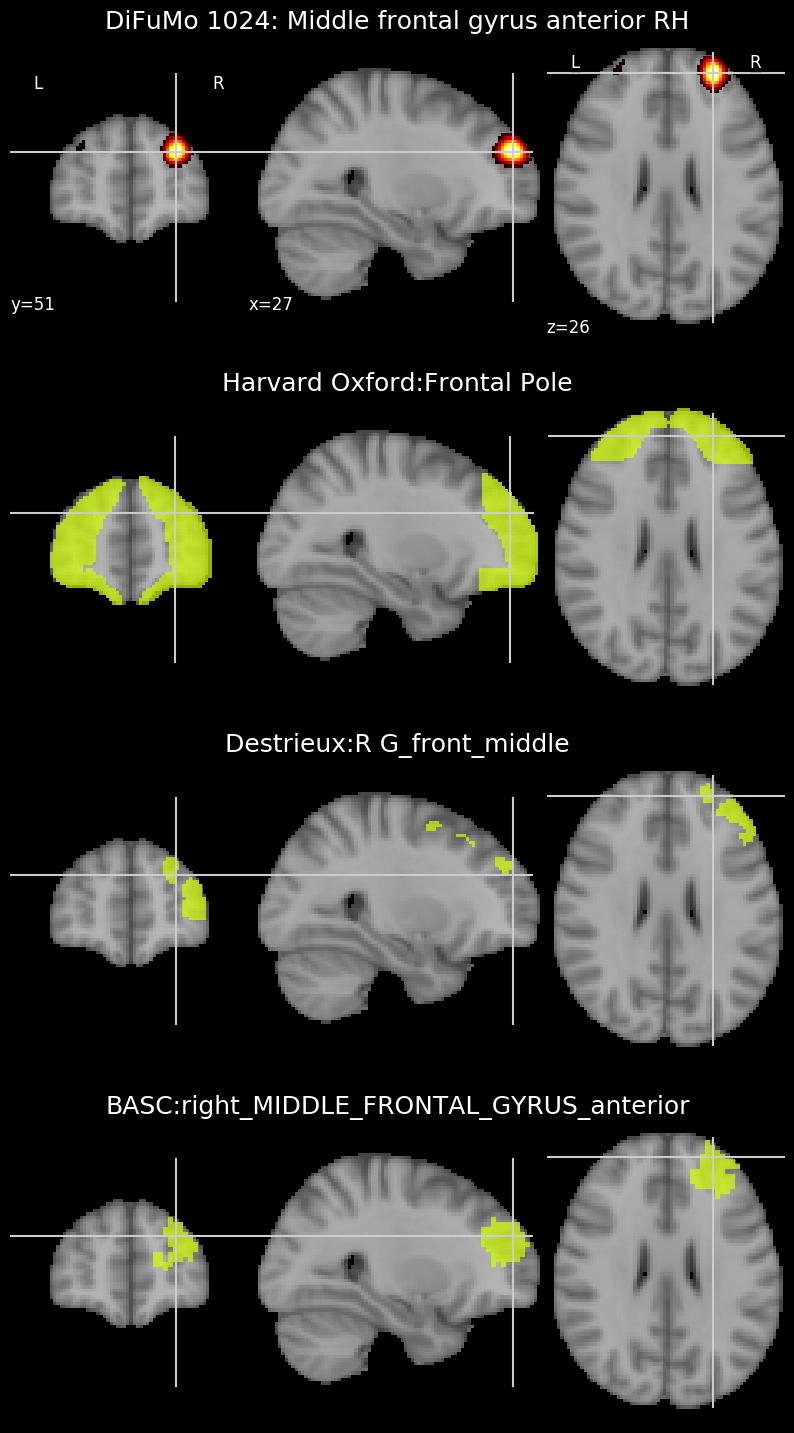 DiFuMo 1024: Middle frontal gyrus anterior RH
L R L R
y=51 x=27 z=26
Harvard Oxford:Frontal Pole
Destrieux:R G_front_middle
BASC:right_MIDDLE_FRONTAL_GYRUS_anterior